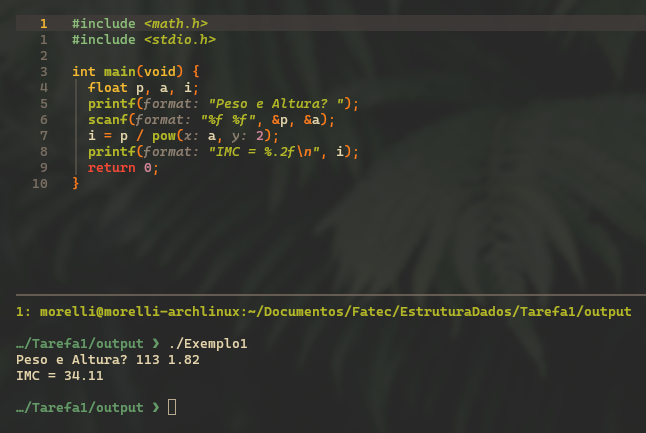 1 #include <math.h>
1 #include <stdio.h>
2
3 int main(void) {
4 float p, a, i;
5 printf(format: "Peso e Altura? ");
6 scanf(format: "%f %f", &p, &a);
7 i = p / pow(x: a, y: 2);
8 printf(format: "IMC = %.2f\n", i);
9 return 0;
10 }
1: morelli@morelli-archlinux:~/Documentos/Fatec/EstruturaDados/Tarefa1/output
…/Tarefa1/output ❯ ./Exemplo1
Peso e Altura? 113 1.82
IMC = 34.11
…/Tarefa1/output ❯